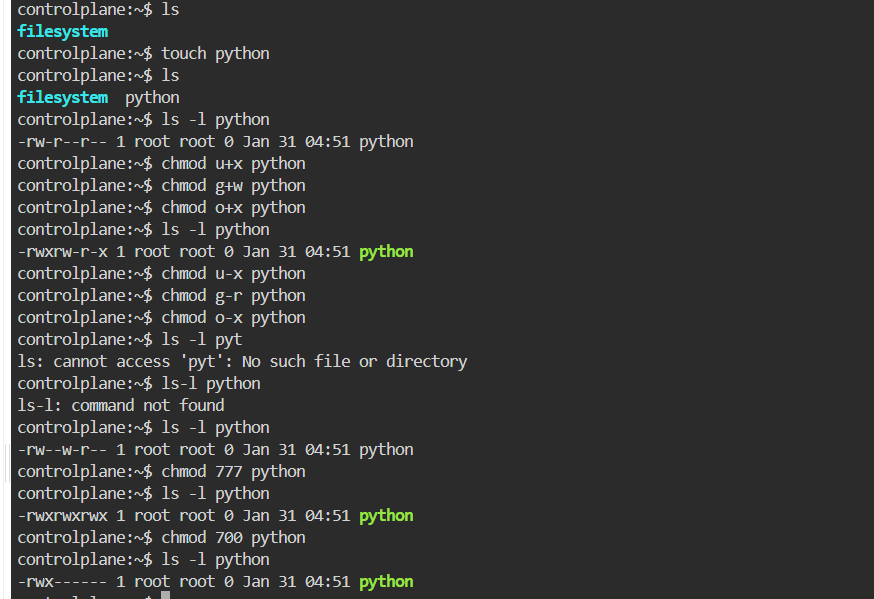 controlplane:~$ ls
filesystem
controlplane:~$ touch python
controlplane:~$ ls
filesystem  python
controlplane:~$ ls -l python
-rw-r--r-- 1 root root 0 Jan 31 04:51 python
controlplane:~$ chmod u+x python
controlplane:~$ chmod g+w python
controlplane:~$ chmod o+x python
controlplane:~$ ls -l python
-rwxrw-r-x 1 root root 0 Jan 31 04:51 python
controlplane:~$ chmod u-x python
controlplane:~$ chmod g-r python
controlplane:~$ chmod o-x python
controlplane:~$ ls -l pyt
ls: cannot access 'pyt': No such file or directory
controlplane:~$ ls-l python
ls-l: command not found
controlplane:~$ ls -l python
-rw--w-r-- 1 root root 0 Jan 31 04:51 python
controlplane:~$ chmod 777 python
controlplane:~$ ls -l python
-rwxrwxrwx 1 root root 0 Jan 31 04:51 python
controlplane:~$ chmod 700 python
controlplane:~$ ls -l python
-rwx------ 1 root root 0 Jan 31 04:51 python